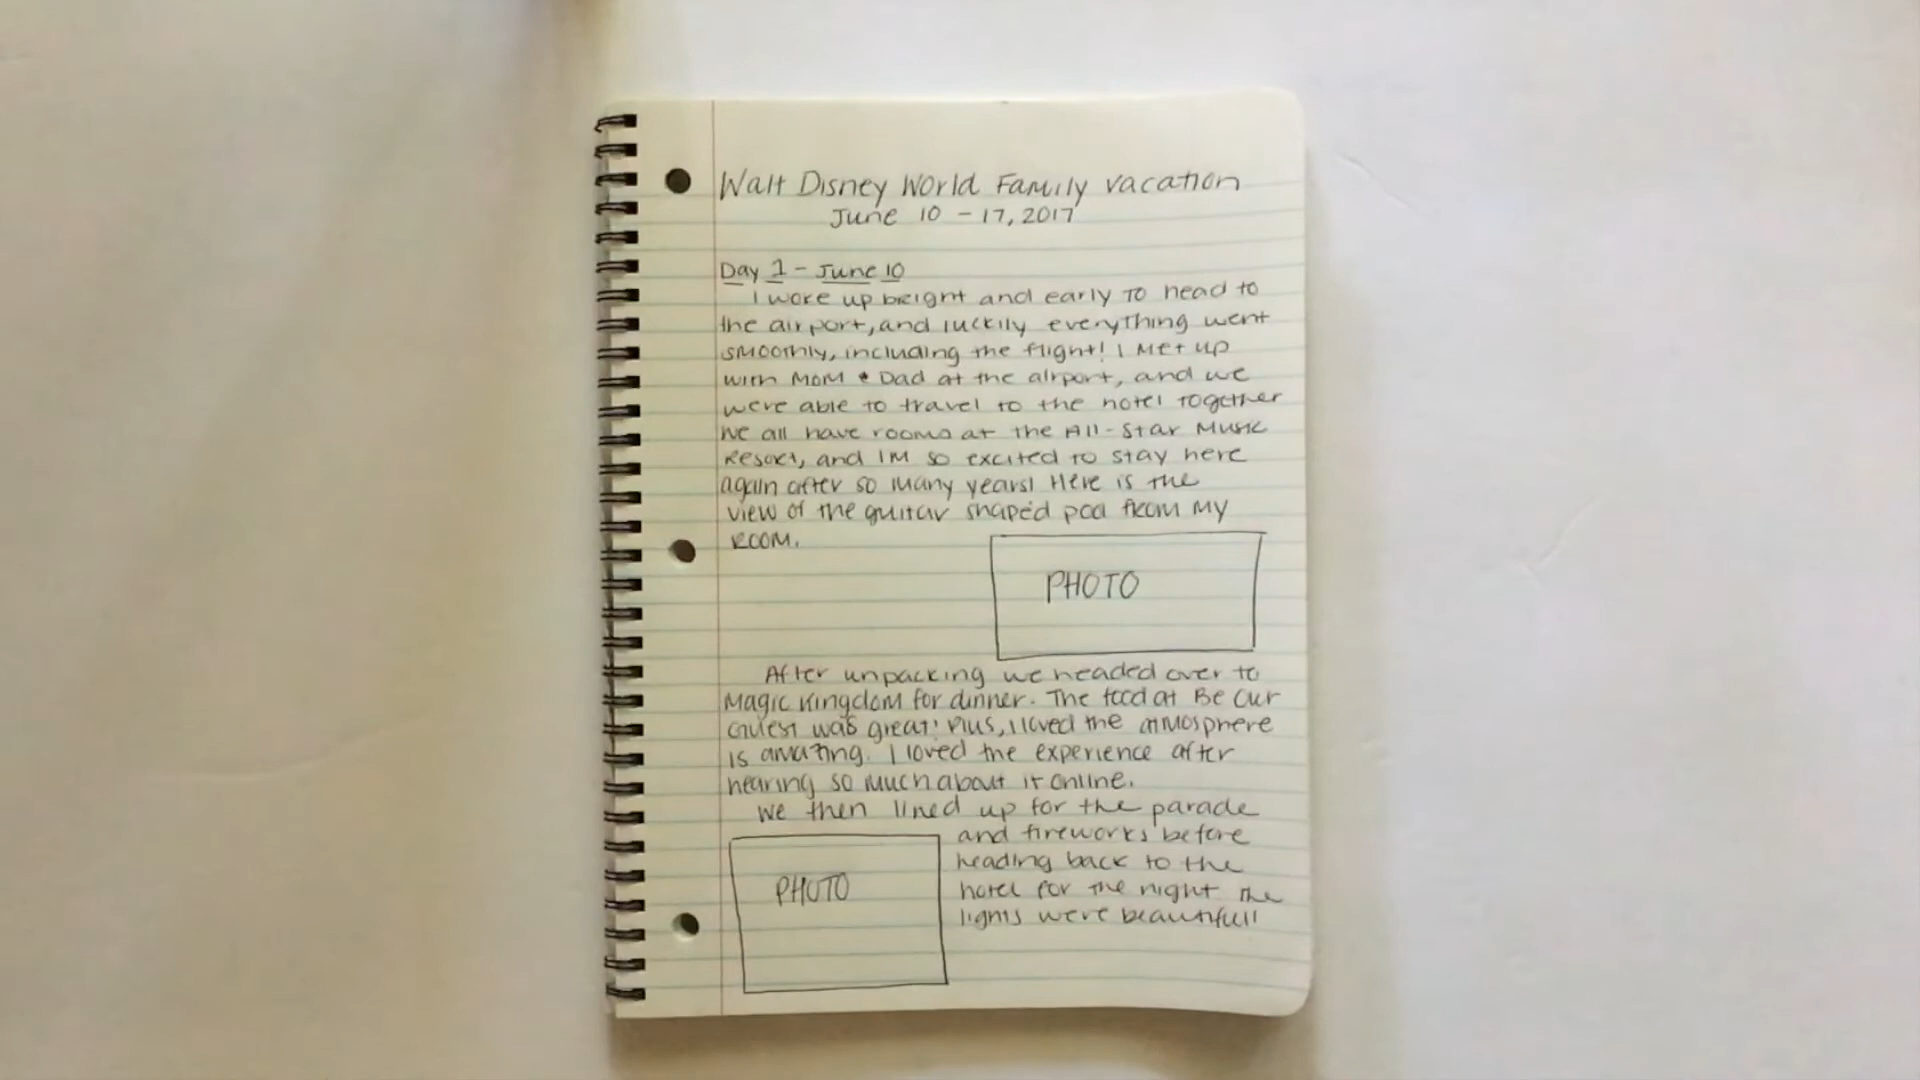 Walt Disney World Family vacation
June 10 - 17, 2017
Day 1 - June 10
I woke up bright and early to head to
the airport, and luckily everything went
smoothly, including the flight! I met up
with Mom & Dad at the airport, and we
were able to travel to the hotel together
we all have rooms at the All-Star Music
Resort, and I'm so excited to stay here
again after so many years! Here is the
view of the guitar shaped pool from my
room.
PHOTO
After unpacking we headed over to
Magic Kingdom for dinner. The food at Be Our
Guest was great! Plus, I loved the atmosphere
is amazing. I loved the experience after
hearing so much about it online.
We then lined up for the parade
and fireworks before
heading back to the
hotel for the night the
lights were beautiful!
PHOTO